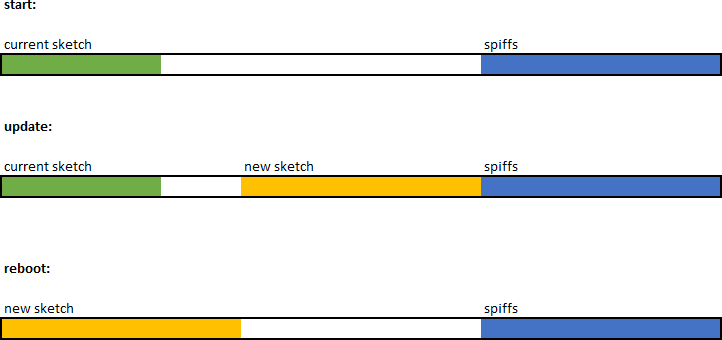 start:
current sketch spiffs
update:
current sketch new sketch spiffs
reboot:
new sketch spiffs